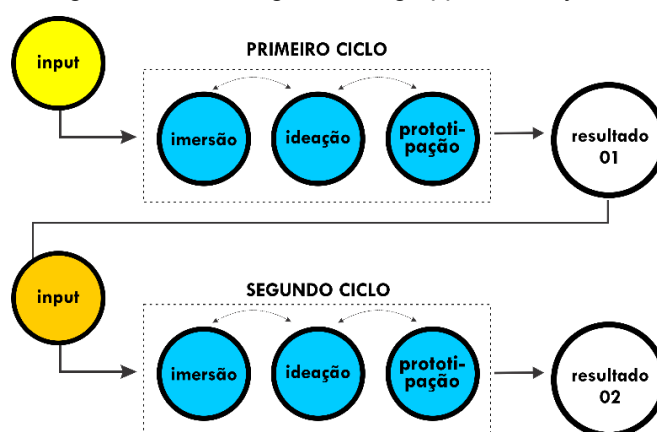 PRIMEIRO CICLO
input
imersão
ideação
prototi-
pação
resultado
01
SEGUNDO CICLO
input
imersão
ideação
prototi-
pação
resultado
02